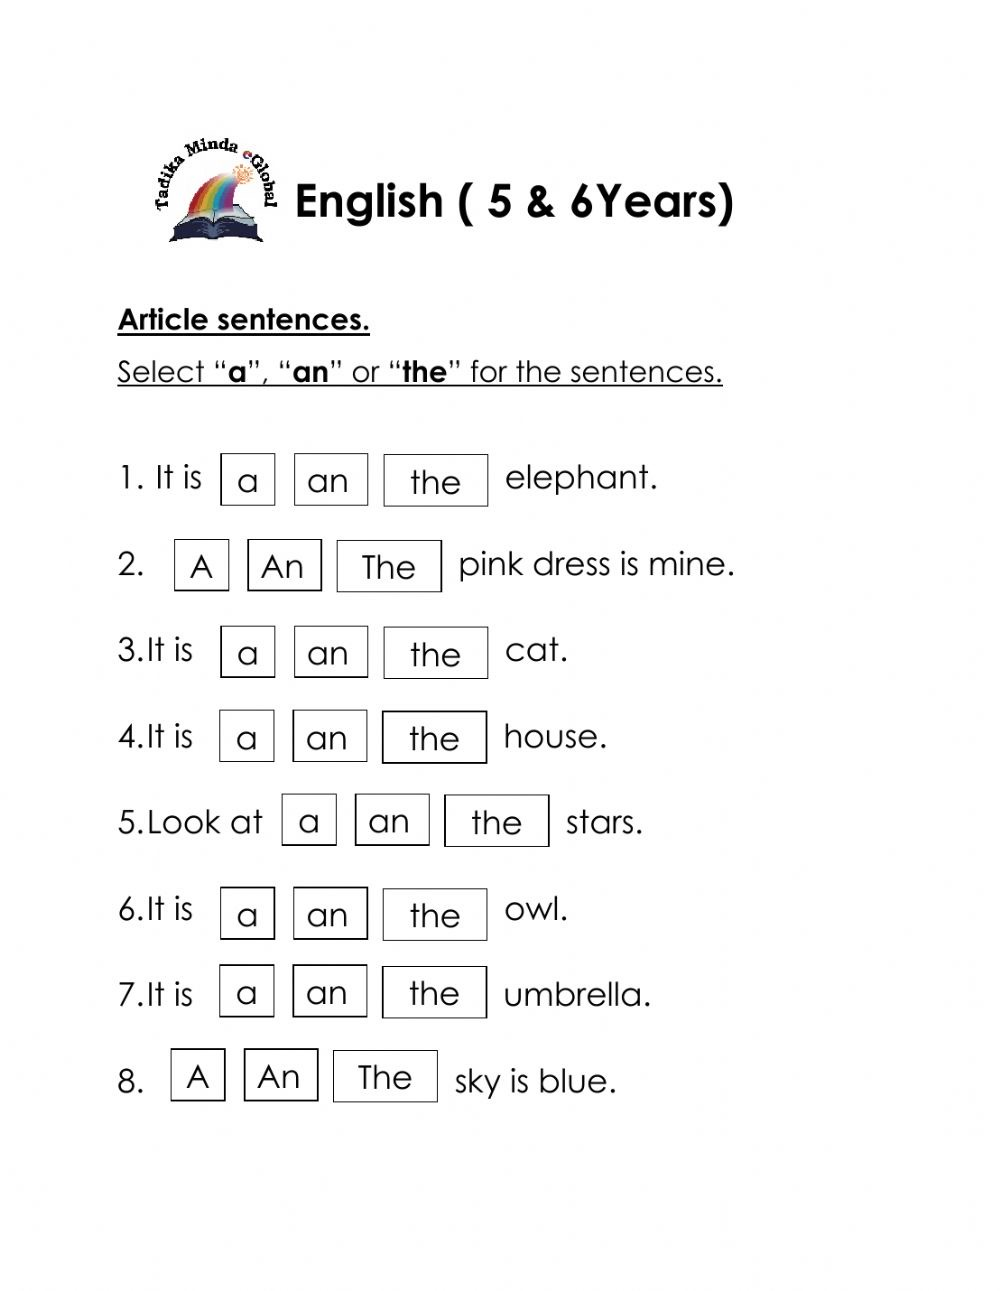 Tadika Minda eGlobal
English ( 5 & 6Years)
Article sentences.
Select “a”, “an” or “the” for the sentences.
1. It is a an the elephant.
2. A An The pink dress is mine.
3.It is a an the cat.
4.It is a an the house.
5.Look at a an the stars.
6.It is a an the owl.
7.It is a an the umbrella.
8. A An The sky is blue.